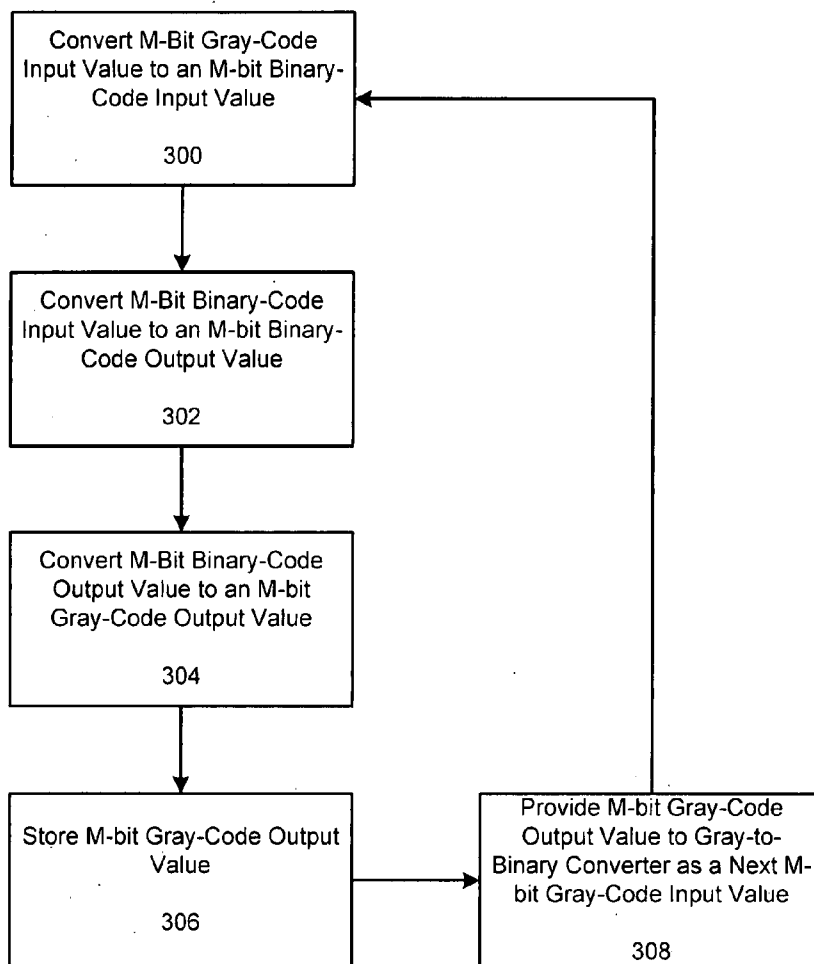 Convert M-Bit Gray-Code
Input Value to an M-bit Binary-
Code Input Value
300
Convert M-Bit Binary-Code
Input Value to an M-bit Binary-
Code Output Value
302
Convert M-Bit Binary-Code
Output Value to an M-bit
Gray-Code Output Value
304
Store M-bit Gray-Code Output
Value
306
Provide M-bit Gray-Code
Output Value to Gray-to-
Binary Converter as a Next M-
bit Gray-Code Input Value
308